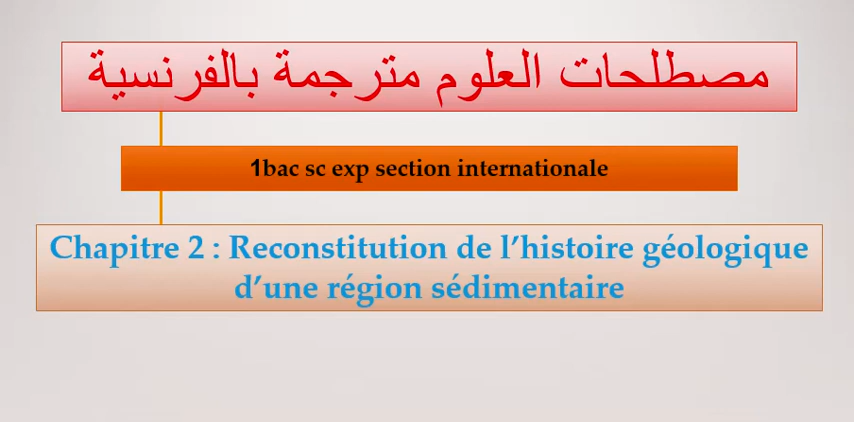 مصطلحات العلوم مترجمة بالفرنسية
1bac sc exp section internationale
Chapitre 2 : Reconstitution de l’histoire géologique
d’une région sédimentaire